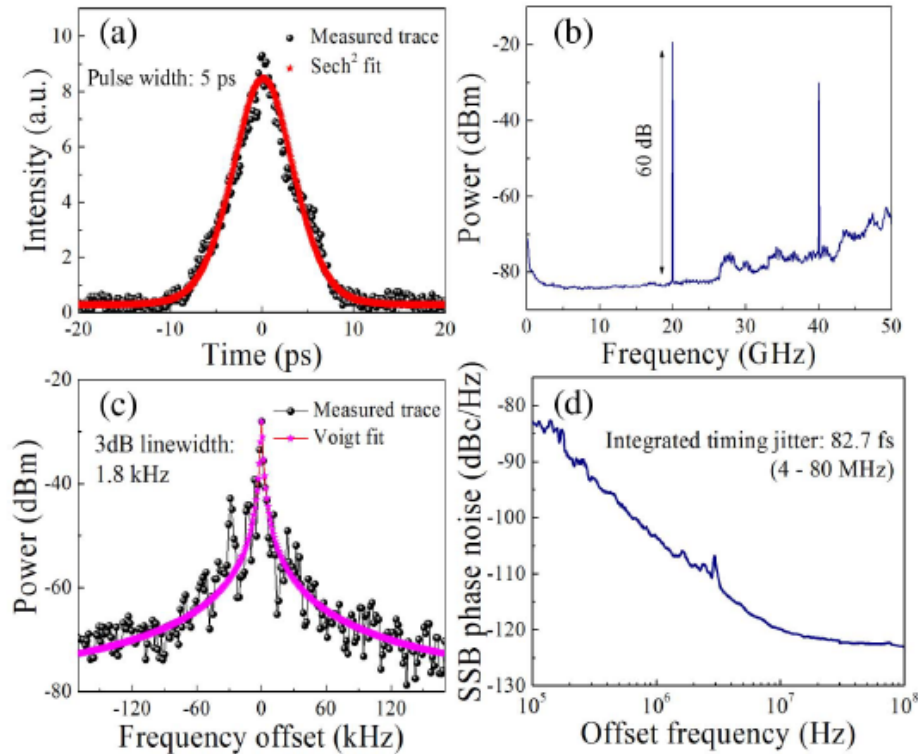 (a)
Measured trace
Sech² fit
Pulse width: 5 ps
Intensity (a.u.)
10
8
6
4
2
0
-20
-10
0
10
20
Time (ps)
(b)
60 dB
Power (dBm)
-20
-40
-60
-80
0
10
20
30
40
50
Frequency (GHz)
(c)
Measured trace
Voigt fit
3dB linewidth:
1.8 kHz
Power (dBm)
-20
-40
-60
-80
-120
-60
0
60
120
Frequency offset (kHz)
(d)
Integrated timing jitter: 82.7 fs
(4 - 80 MHz)
SSB phase noise (dBc/Hz)
-80
-90
-100
-110
-120
-130
10⁵
10⁶
10⁷
10⁸
Offset frequency (Hz)